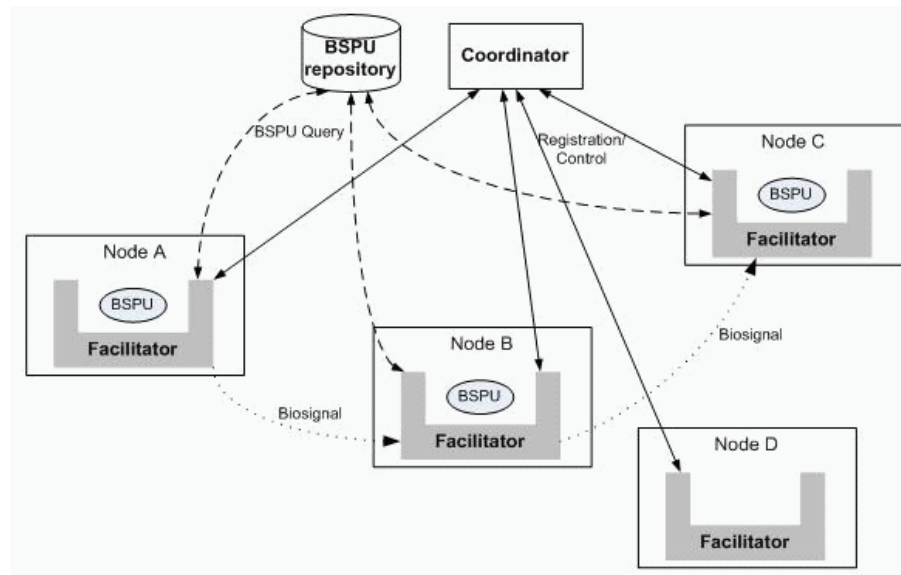 BSPU
repository
Coordinator
BSPU Query
Registration/
Control
Node C
BSPU
Facilitator
Node A
BSPU
Facilitator
Biosignal
Node B
BSPU
Facilitator
Biosignal
Node D
Facilitator